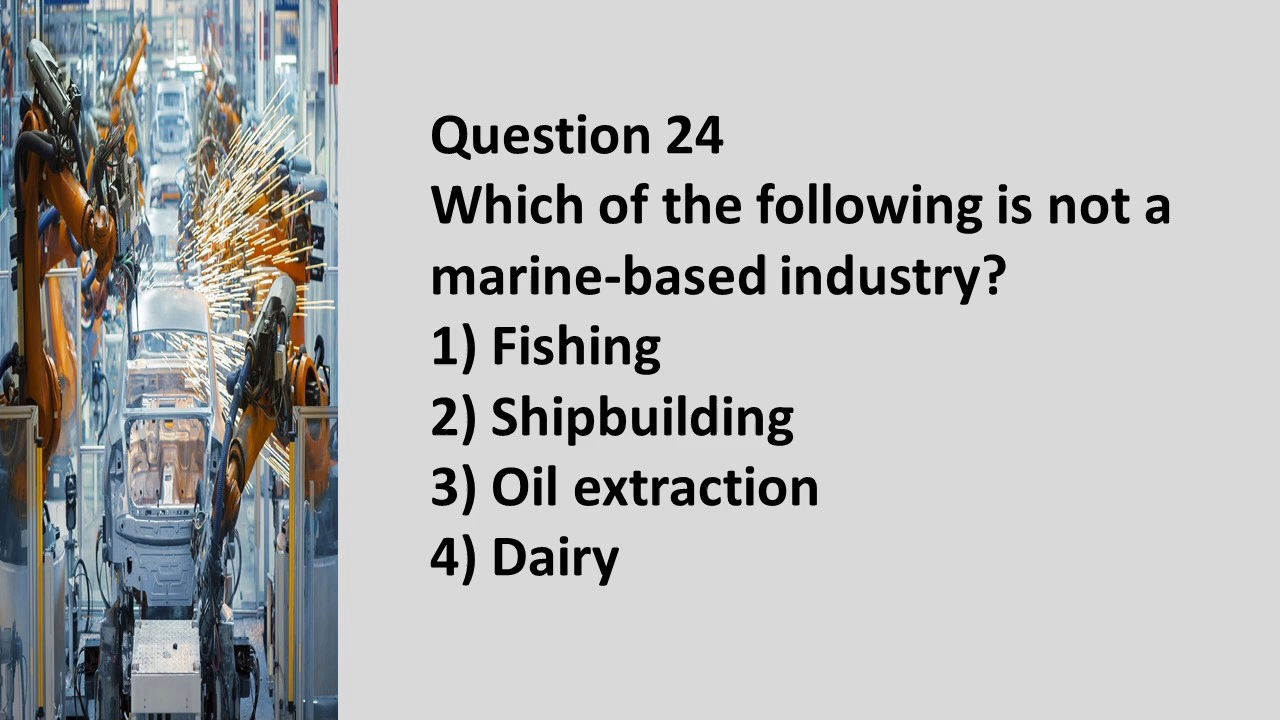 Question 24
Which of the following is not a
marine-based industry?
1) Fishing
2) Shipbuilding
3) Oil extraction
4) Dairy